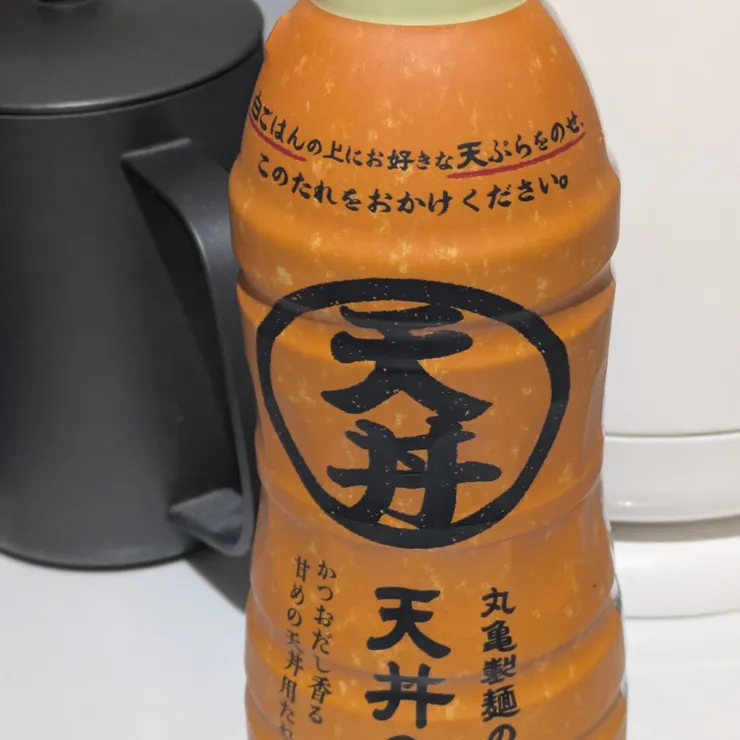 白ごはんの上にお好きな天ぷらをのせ、
このたれをおかけください。
天丼
丸亀製麺の
天丼の
かつおだし香る
甘めの天丼用たれ